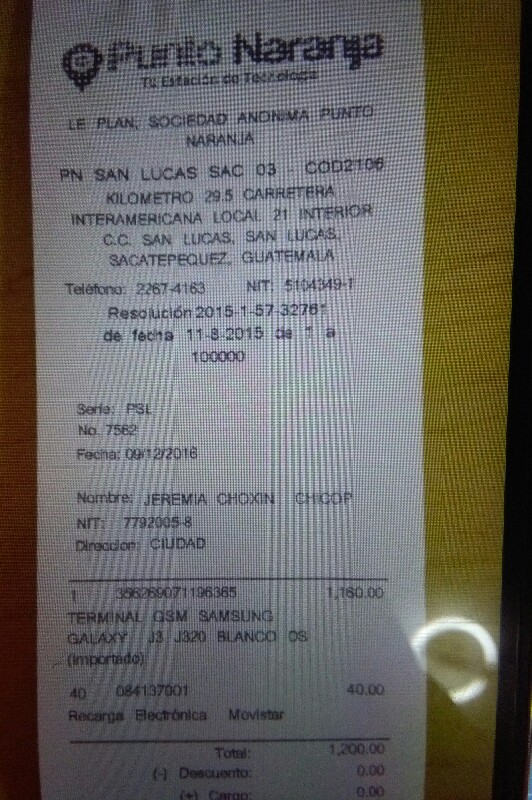 Punto Naranja
Tu Estación de Tecnología
LE PLAN, SOCIEDAD ANONIMA PUNTO
NARANJA
PN SAN LUCAS SAC 03 - COD2106
KILOMETRO 29.5 CARRETERA
INTERAMERICANA LOCAL 21 INTERIOR
C.C. SAN LUCAS, SAN LUCAS,
SACATEPEQUEZ, GUATEMALA
Teléfono: 2267-4163 NIT: 5104349-1
Resolución 2015-1-57-32761
de fecha 11-8-2015 de 1 a
100000
Serie: PSL
No. 7562
Fecha: 09/12/2016
Nombre: JEREMIA CHOXIN CHICOP
NIT: 7792005-8
Direccion: CIUDAD
1 356269071196365 1,160.00
TERMINAL GSM SAMSUNG
GALAXY J3 J320 BLANCO DS
(Importado)
40 084137001 40.00
Recarga Electrónica Movistar
Total: 1,200.00
(-) Descuento: 0.00
(+) Cargo: 0.00